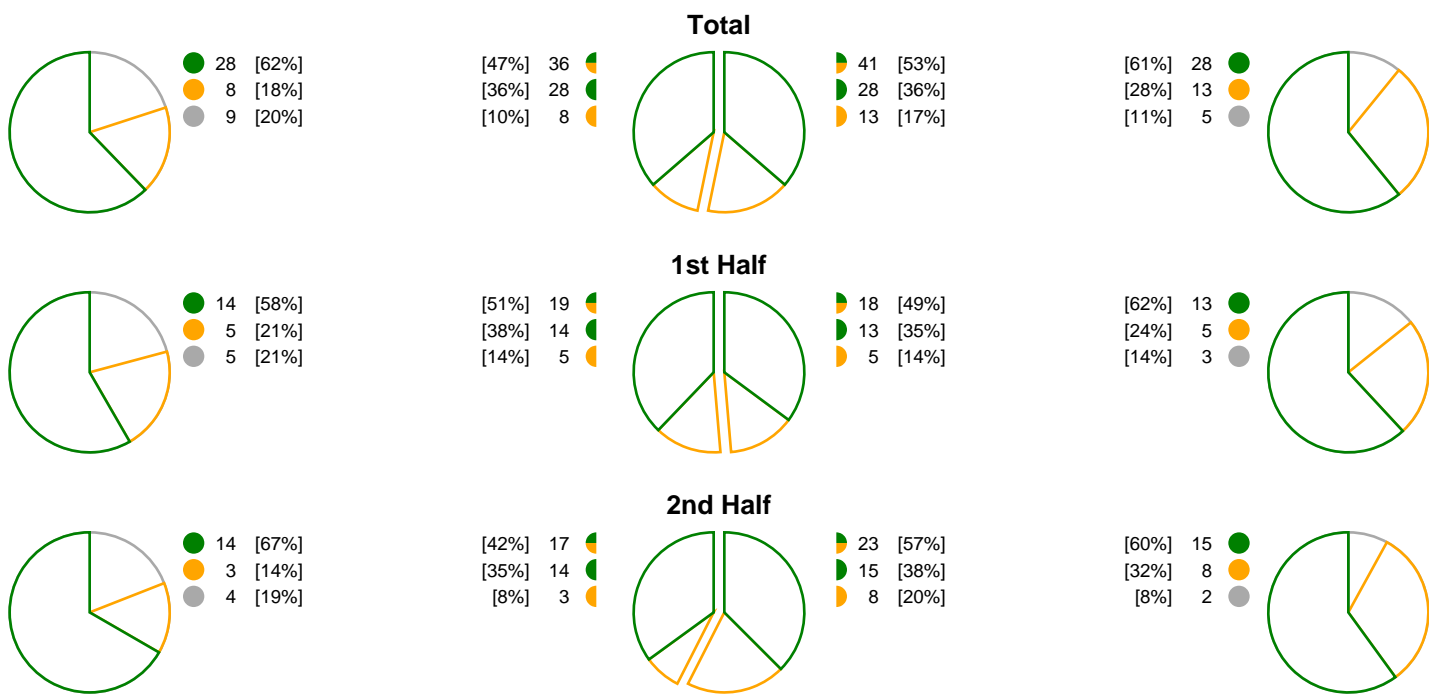 Total
28 [62%] [47%] 36 41 [53%] [61%] 28
8 [18%] [36%] 28 28 [36%] [28%] 13
9 [20%] [10%] 8 13 [17%] [11%] 5
1st Half
14 [58%] [51%] 19 18 [49%] [62%] 13
5 [21%] [38%] 14 13 [35%] [24%] 5
5 [21%] [14%] 5 5 [14%] [14%] 3
2nd Half
14 [67%] [42%] 17 23 [57%] [60%] 15
3 [14%] [35%] 14 15 [38%] [32%] 8
4 [19%] [8%] 3 8 [20%] [8%] 2